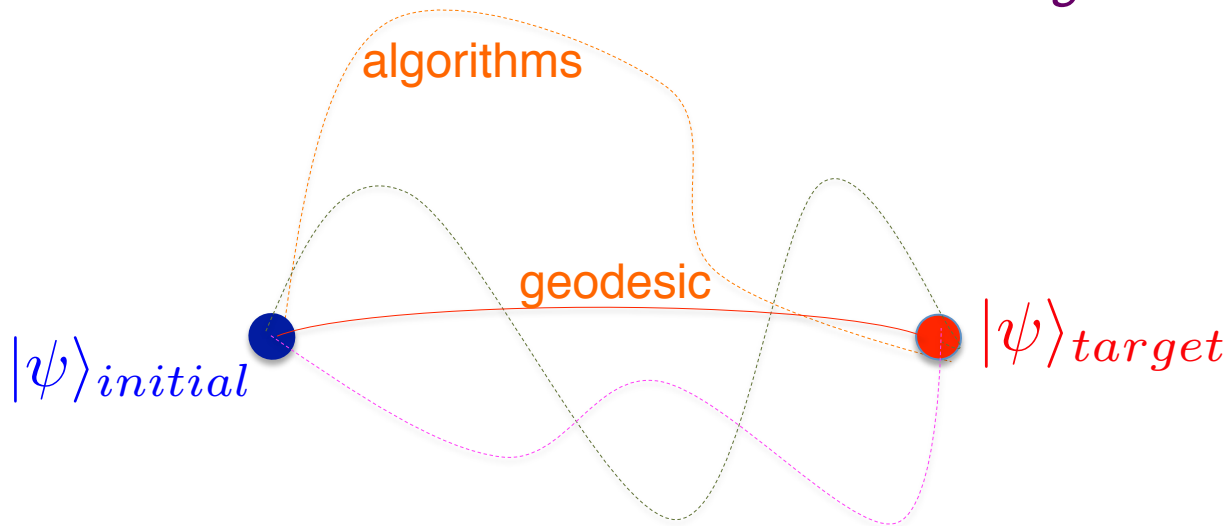 g
algorithms
geodesic
|ψ⟩initial
|ψ⟩target